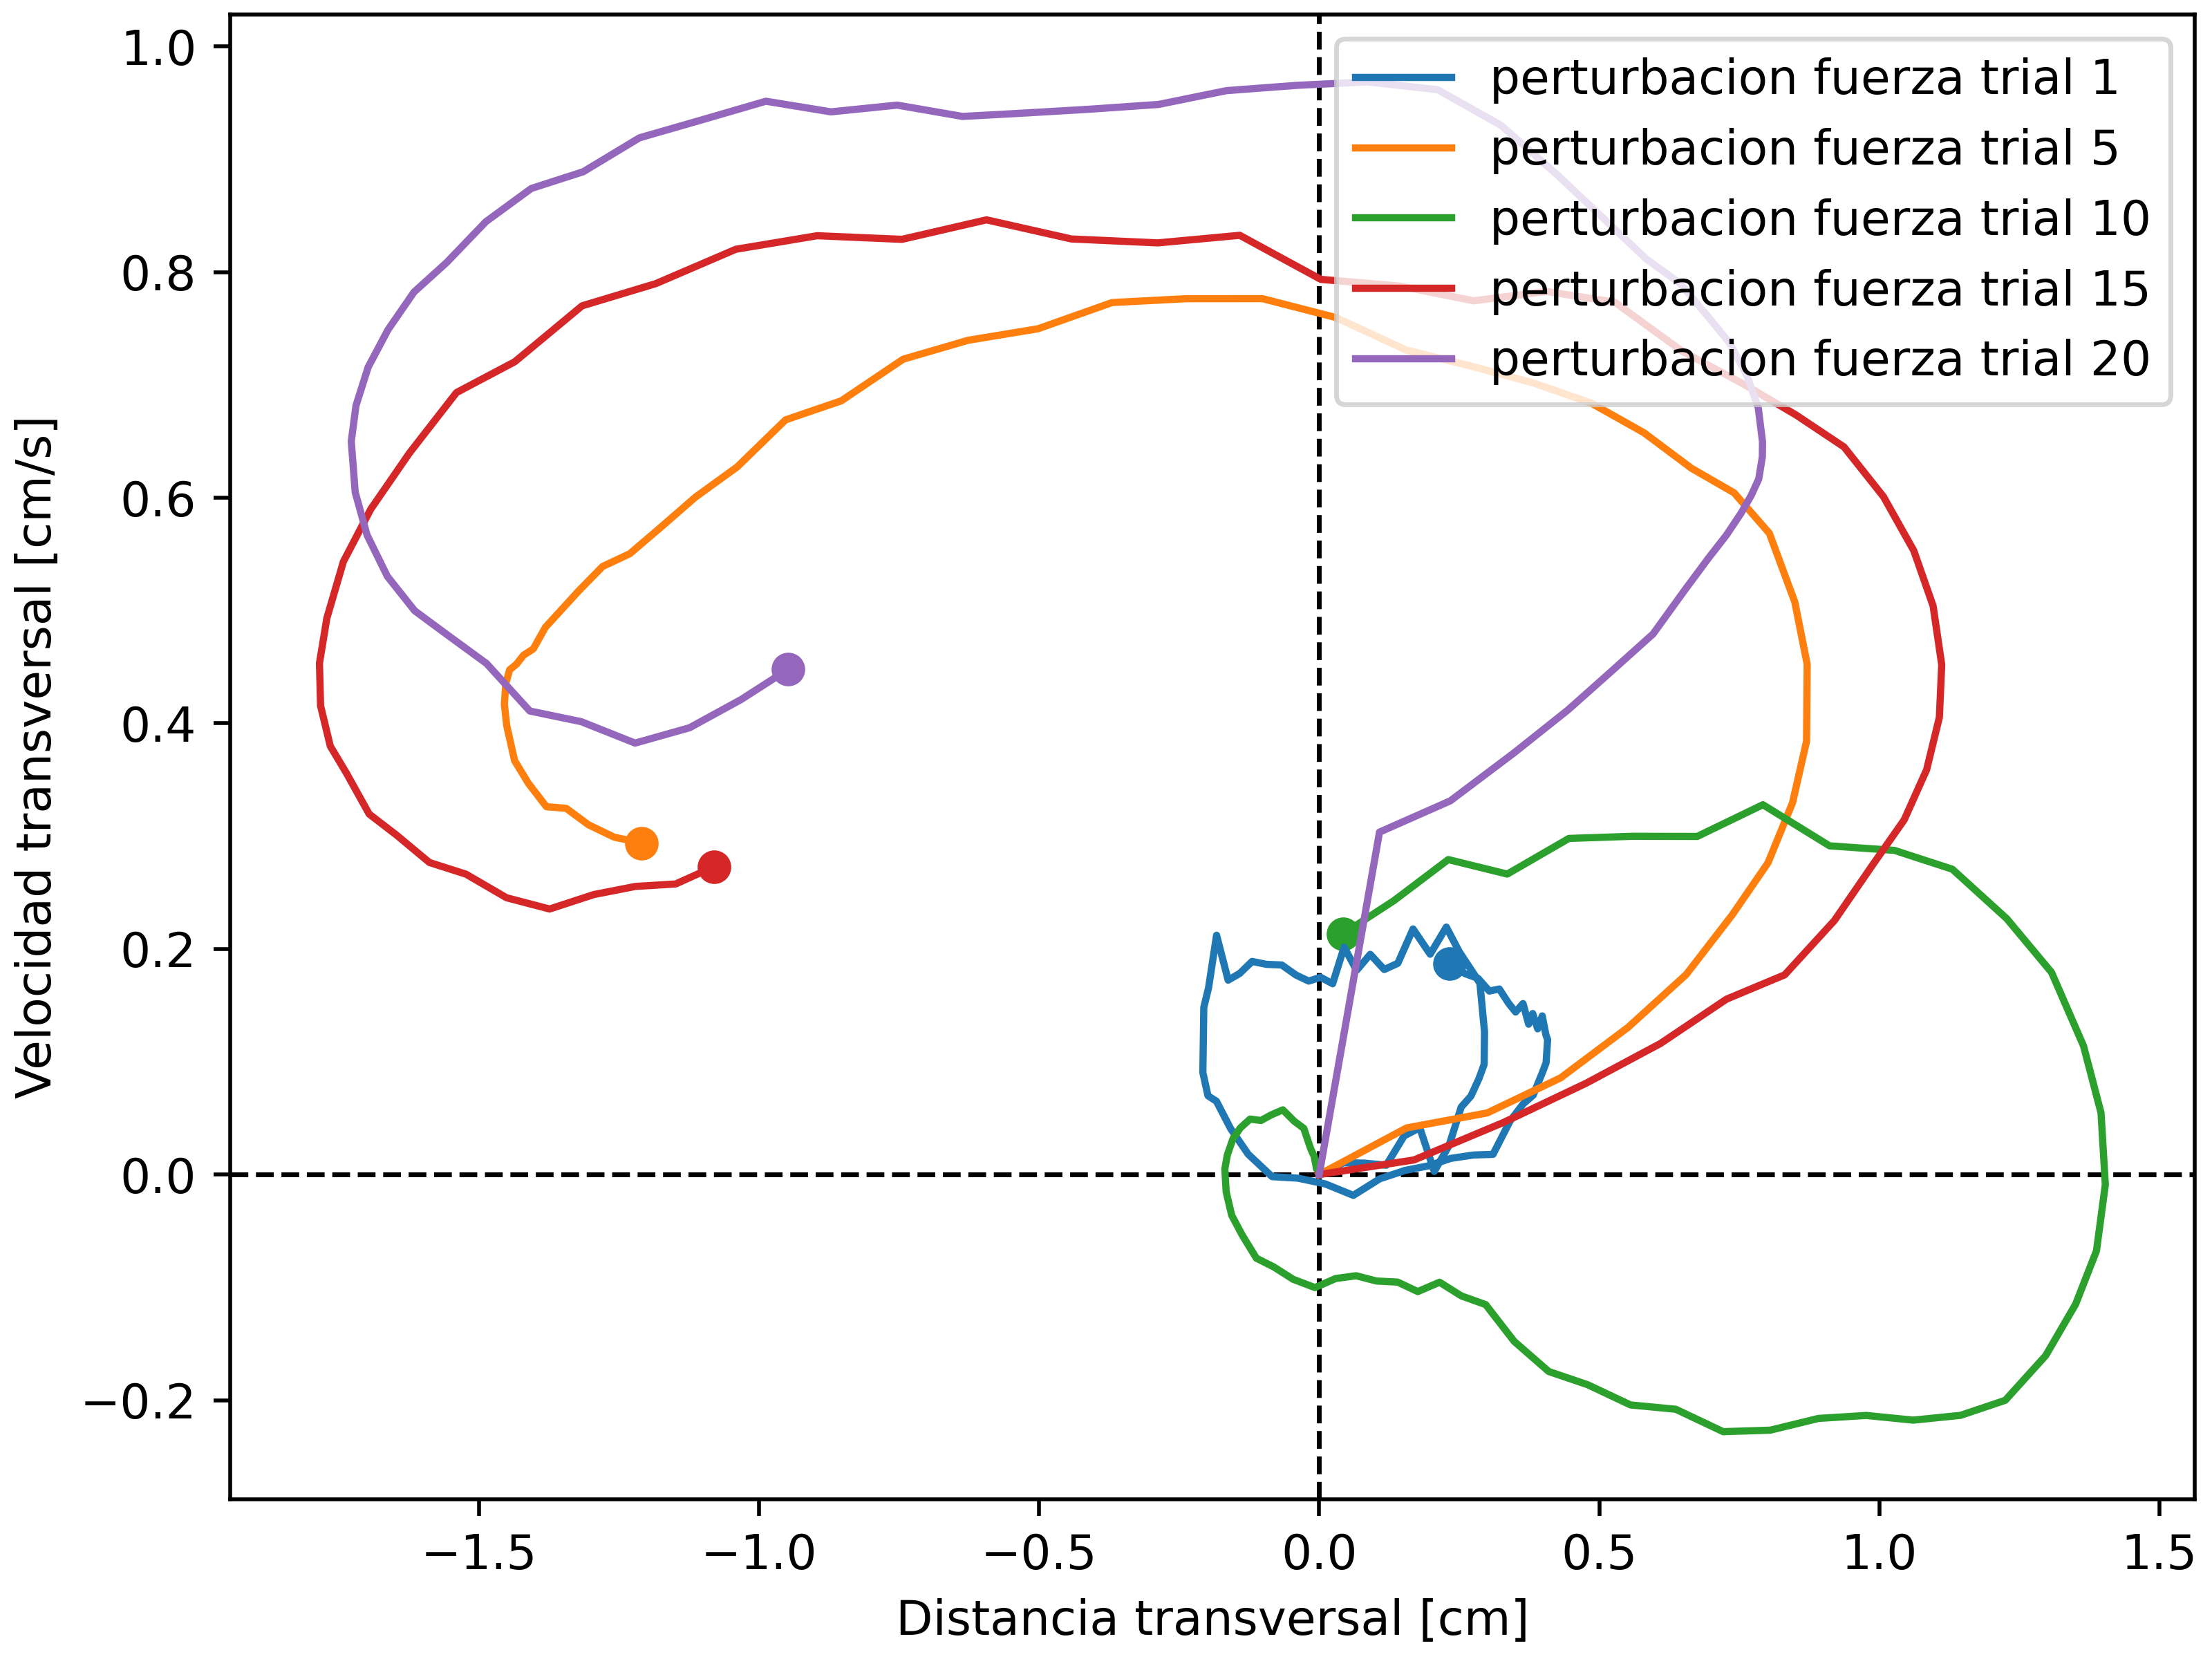 1.0
0.8
0.6
0.4
0.2
0.0
−0.2
Velocidad transversal [cm/s]
perturbacion fuerza trial 1
perturbacion fuerza trial 5
perturbacion fuerza trial 10
perturbacion fuerza trial 15
perturbacion fuerza trial 20
−1.5 −1.0 −0.5 0.0 0.5 1.0 1.5
Distancia transversal [cm]